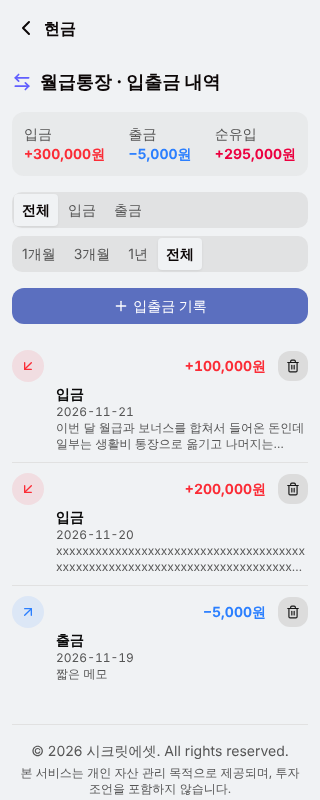 현금
월급통장 · 입출금 내역
입금 출금 순유입
+300,000원 −5,000원 +295,000원
전체 입금 출금
1개월 3개월 1년 전체
+ 입출금 기록
+100,000원
입금
2026-11-21
이번 달 월급과 보너스를 합쳐서 들어온 돈인데
일부는 생활비 통장으로 옮기고 나머지는...
+200,000원
입금
2026-11-20
xxxxxxxxxxxxxxxxxxxxxxxxxxxxxxxxxxxxxx
xxxxxxxxxxxxxxxxxxxxxxxxxxxxxxxxxxxx...
−5,000원
출금
2026-11-19
짧은 메모
© 2026 시크릿에셋. All rights reserved.
본 서비스는 개인 자산 관리 목적으로 제공되며, 투자
조언을 포함하지 않습니다.